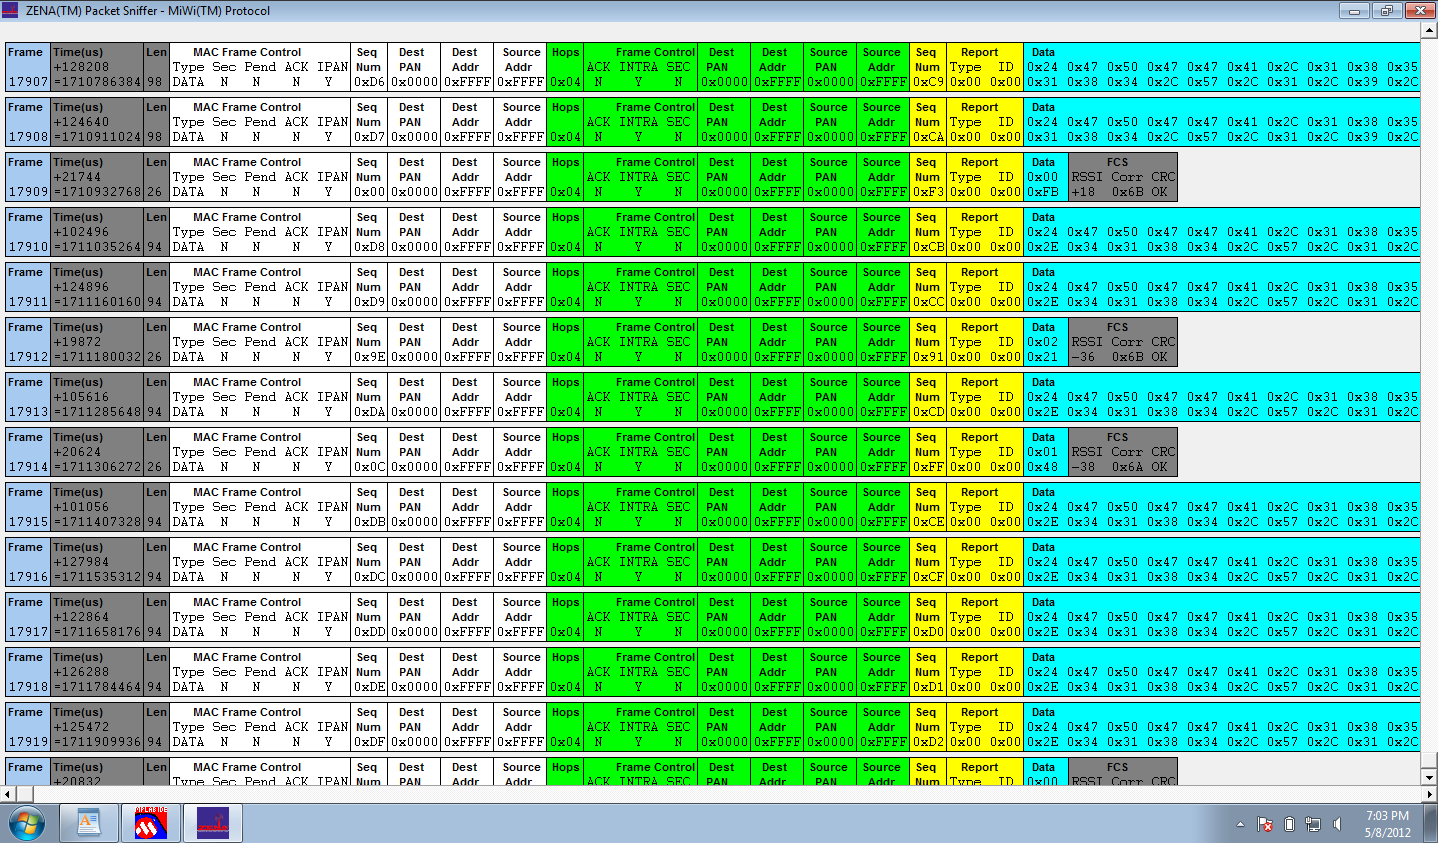 ZENA(TM) Packet Sniffer - MiWi(TM) Protocol
Frame Time(us) Len MAC Frame Control Seq Dest Dest Source Hops Frame Control Dest Dest Source Source Seq Report Data
+128208 Type Sec Pend ACK IPAN Num PAN Addr Addr ACK INTRA SEC PAN Addr PAN Addr Num Type ID 0x24 0x47 0x50 0x47 0x47 0x41 0x2C 0x31 0x38 0x35
17907 =1710786384 98 DATA N N N Y 0xD6 0x0000 0xFFFF 0xFFFF 0x04 N Y N 0x0000 0xFFFF 0x0000 0xFFFF 0xC9 0x00 0x00 0x31 0x38 0x34 0x2C 0x57 0x2C 0x31 0x2C 0x39 0x2C
Frame Time(us) Len MAC Frame Control Seq Dest Dest Source Hops Frame Control Dest Dest Source Source Seq Report Data
+124640 Type Sec Pend ACK IPAN Num PAN Addr Addr ACK INTRA SEC PAN Addr PAN Addr Num Type ID 0x24 0x47 0x50 0x47 0x47 0x41 0x2C 0x31 0x38 0x35
17908 =1710911024 98 DATA N N N Y 0xD7 0x0000 0xFFFF 0xFFFF 0x04 N Y N 0x0000 0xFFFF 0x0000 0xFFFF 0xCA 0x00 0x00 0x31 0x38 0x34 0x2C 0x57 0x2C 0x31 0x2C 0x39 0x2C
Frame Time(us) Len MAC Frame Control Seq Dest Dest Source Hops Frame Control Dest Dest Source Source Seq Report Data FCS
+21744 Type Sec Pend ACK IPAN Num PAN Addr Addr ACK INTRA SEC PAN Addr PAN Addr Num Type ID 0x00 RSSI Corr CRC
17909 =1710932768 26 DATA N N N Y 0x00 0x0000 0xFFFF 0xFFFF 0x04 N Y N 0x0000 0xFFFF 0x0000 0xFFFF 0xF3 0x00 0x00 0xFB +18 0x6B OK
Frame Time(us) Len MAC Frame Control Seq Dest Dest Source Hops Frame Control Dest Dest Source Source Seq Report Data
+102496 Type Sec Pend ACK IPAN Num PAN Addr Addr ACK INTRA SEC PAN Addr PAN Addr Num Type ID 0x24 0x47 0x50 0x47 0x47 0x41 0x2C 0x31 0x38 0x35
17910 =1711035264 94 DATA N N N Y 0xD8 0x0000 0xFFFF 0xFFFF 0x04 N Y N 0x0000 0xFFFF 0x0000 0xFFFF 0xCB 0x00 0x00 0x2E 0x34 0x31 0x38 0x34 0x2C 0x57 0x2C 0x31 0x2C
Frame Time(us) Len MAC Frame Control Seq Dest Dest Source Hops Frame Control Dest Dest Source Source Seq Report Data
+124896 Type Sec Pend ACK IPAN Num PAN Addr Addr ACK INTRA SEC PAN Addr PAN Addr Num Type ID 0x24 0x47 0x50 0x47 0x47 0x41 0x2C 0x31 0x38 0x35
17911 =1711160160 94 DATA N N N Y 0xD9 0x0000 0xFFFF 0xFFFF 0x04 N Y N 0x0000 0xFFFF 0x0000 0xFFFF 0xCC 0x00 0x00 0x2E 0x34 0x31 0x38 0x34 0x2C 0x57 0x2C 0x31 0x2C
Frame Time(us) Len MAC Frame Control Seq Dest Dest Source Hops Frame Control Dest Dest Source Source Seq Report Data FCS
+19872 Type Sec Pend ACK IPAN Num PAN Addr Addr ACK INTRA SEC PAN Addr PAN Addr Num Type ID 0x02 RSSI Corr CRC
17912 =1711180032 26 DATA N N N Y 0x9E 0x0000 0xFFFF 0xFFFF 0x04 N Y N 0x0000 0xFFFF 0x0000 0xFFFF 0x91 0x00 0x00 0x21 -36 0x6B OK
Frame Time(us) Len MAC Frame Control Seq Dest Dest Source Hops Frame Control Dest Dest Source Source Seq Report Data
+105616 Type Sec Pend ACK IPAN Num PAN Addr Addr ACK INTRA SEC PAN Addr PAN Addr Num Type ID 0x24 0x47 0x50 0x47 0x47 0x41 0x2C 0x31 0x38 0x35
17913 =1711285648 94 DATA N N N Y 0xDA 0x0000 0xFFFF 0xFFFF 0x04 N Y N 0x0000 0xFFFF 0x0000 0xFFFF 0xCD 0x00 0x00 0x2E 0x34 0x31 0x38 0x34 0x2C 0x57 0x2C 0x31 0x2C
Frame Time(us) Len MAC Frame Control Seq Dest Dest Source Hops Frame Control Dest Dest Source Source Seq Report Data FCS
+20624 Type Sec Pend ACK IPAN Num PAN Addr Addr ACK INTRA SEC PAN Addr PAN Addr Num Type ID 0x01 RSSI Corr CRC
17914 =1711306272 26 DATA N N N Y 0x0C 0x0000 0xFFFF 0xFFFF 0x04 N Y N 0x0000 0xFFFF 0x0000 0xFFFF 0xFF 0x00 0x00 0x48 -38 0x6A OK
Frame Time(us) Len MAC Frame Control Seq Dest Dest Source Hops Frame Control Dest Dest Source Source Seq Report Data
+101056 Type Sec Pend ACK IPAN Num PAN Addr Addr ACK INTRA SEC PAN Addr PAN Addr Num Type ID 0x24 0x47 0x50 0x47 0x47 0x41 0x2C 0x31 0x38 0x35
17915 =1711407328 94 DATA N N N Y 0xDB 0x0000 0xFFFF 0xFFFF 0x04 N Y N 0x0000 0xFFFF 0x0000 0xFFFF 0xCE 0x00 0x00 0x2E 0x34 0x31 0x38 0x34 0x2C 0x57 0x2C 0x31 0x2C
Frame Time(us) Len MAC Frame Control Seq Dest Dest Source Hops Frame Control Dest Dest Source Source Seq Report Data
+127984 Type Sec Pend ACK IPAN Num PAN Addr Addr ACK INTRA SEC PAN Addr PAN Addr Num Type ID 0x24 0x47 0x50 0x47 0x47 0x41 0x2C 0x31 0x38 0x35
17916 =1711535312 94 DATA N N N Y 0xDC 0x0000 0xFFFF 0xFFFF 0x04 N Y N 0x0000 0xFFFF 0x0000 0xFFFF 0xCF 0x00 0x00 0x2E 0x34 0x31 0x38 0x34 0x2C 0x57 0x2C 0x31 0x2C
Frame Time(us) Len MAC Frame Control Seq Dest Dest Source Hops Frame Control Dest Dest Source Source Seq Report Data
+122864 Type Sec Pend ACK IPAN Num PAN Addr Addr ACK INTRA SEC PAN Addr PAN Addr Num Type ID 0x24 0x47 0x50 0x47 0x47 0x41 0x2C 0x31 0x38 0x35
17917 =1711658176 94 DATA N N N Y 0xDD 0x0000 0xFFFF 0xFFFF 0x04 N Y N 0x0000 0xFFFF 0x0000 0xFFFF 0xD0 0x00 0x00 0x2E 0x34 0x31 0x38 0x34 0x2C 0x57 0x2C 0x31 0x2C
Frame Time(us) Len MAC Frame Control Seq Dest Dest Source Hops Frame Control Dest Dest Source Source Seq Report Data
+126288 Type Sec Pend ACK IPAN Num PAN Addr Addr ACK INTRA SEC PAN Addr PAN Addr Num Type ID 0x24 0x47 0x50 0x47 0x47 0x41 0x2C 0x31 0x38 0x35
17918 =1711784464 94 DATA N N N Y 0xDE 0x0000 0xFFFF 0xFFFF 0x04 N Y N 0x0000 0xFFFF 0x0000 0xFFFF 0xD1 0x00 0x00 0x2E 0x34 0x31 0x38 0x34 0x2C 0x57 0x2C 0x31 0x2C
Frame Time(us) Len MAC Frame Control Seq Dest Dest Source Hops Frame Control Dest Dest Source Source Seq Report Data
+125472 Type Sec Pend ACK IPAN Num PAN Addr Addr ACK INTRA SEC PAN Addr PAN Addr Num Type ID 0x24 0x47 0x50 0x47 0x47 0x41 0x2C 0x31 0x38 0x35
17919 =1711909936 94 DATA N N N Y 0xDF 0x0000 0xFFFF 0xFFFF 0x04 N Y N 0x0000 0xFFFF 0x0000 0xFFFF 0xD2 0x00 0x00 0x2E 0x34 0x31 0x38 0x34 0x2C 0x57 0x2C 0x31 0x2C
Frame Time(us) Len MAC Frame Control Seq Dest Dest Source Hops Frame Control Dest Dest Source Source Seq Report Data FCS
+20832 Type Sec Pend ACK IPAN Num PAN Addr Addr ACK INTRA SEC PAN Addr PAN Addr Num Type ID 0x00 RSSI Corr CRC
7:03 PM
5/8/2012